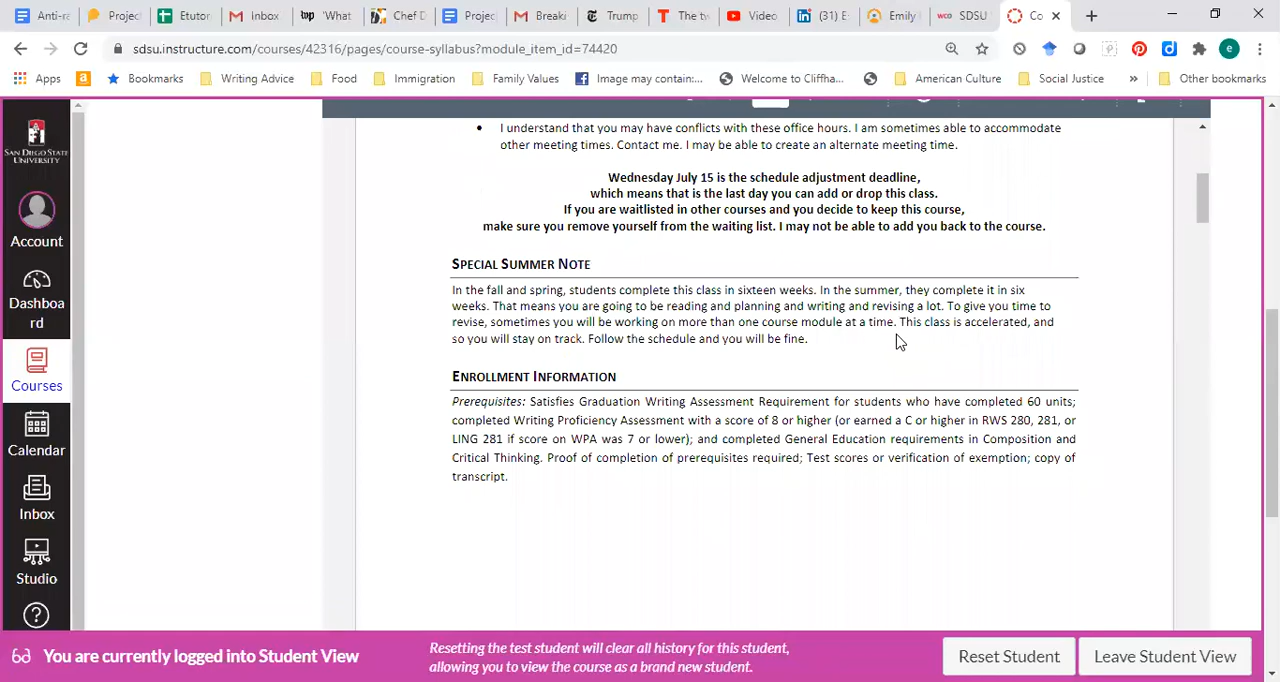 Anti-ra
Project
Etutor
Inbox
'What
Chef D
Project
Breaki
Trump
The tw
Video
(31) E
Emily
SDSU
Co
sdsu.instructure.com/courses/42316/pages/course-syllabus?module_item_id=74420
Apps
Bookmarks
Writing Advice
Food
Immigration
Family Values
Image may contain:...
Welcome to Cliffha...
American Culture
Social Justice
»
Other bookmarks
SAN DIEGO STATE
UNIVERSITY
Account
Dashboa
rd
Courses
Calendar
Inbox
Studio
• I understand that you may have conflicts with these office hours. I am sometimes able to accommodate
other meeting times. Contact me. I may be able to create an alternate meeting time.
Wednesday July 15 is the schedule adjustment deadline,
which means that is the last day you can add or drop this class.
If you are waitlisted in other courses and you decide to keep this course,
make sure you remove yourself from the waiting list. I may not be able to add you back to the course.
SPECIAL SUMMER NOTE
In the fall and spring, students complete this class in sixteen weeks. In the summer, they complete it in six
weeks. That means you are going to be reading and planning and writing and revising a lot. To give you time to
revise, sometimes you will be working on more than one course module at a time. This class is accelerated, and
so you will stay on track. Follow the schedule and you will be fine.
ENROLLMENT INFORMATION
Prerequisites: Satisfies Graduation Writing Assessment Requirement for students who have completed 60 units;
completed Writing Proficiency Assessment with a score of 8 or higher (or earned a C or higher in RWS 280, 281, or
LING 281 if score on WPA was 7 or lower); and completed General Education requirements in Composition and
Critical Thinking. Proof of completion of prerequisites required; Test scores or verification of exemption; copy of
transcript.
You are currently logged into Student View
Resetting the test student will clear all history for this student,
allowing you to view the course as a brand new student.
Reset Student
Leave Student View